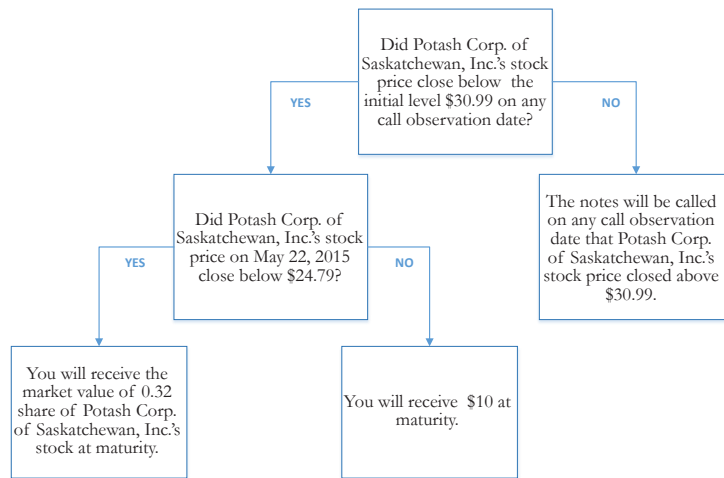 Did Potash Corp. of
Saskatchewan, Inc.'s stock
price close below the
initial level $30.99 on any
call observation date?
YES
NO
Did Potash Corp. of
Saskatchewan, Inc.'s stock
price on May 22, 2015
close below $24.79?
The notes will be called
on any call observation
date that Potash Corp.
of Saskatchewan, Inc.'s
stock price closed above
$30.99.
YES
NO
You will receive the
market value of 0.32
share of Potash Corp.
of Saskatchewan, Inc.'s
stock at maturity.
You will receive $10 at
maturity.